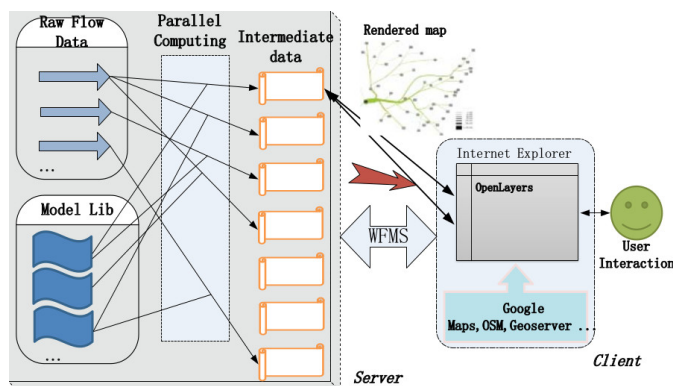 Raw Flow
Data
...
Model Lib
...
Parallel
Computing
Intermediate
data
Server
Rendered map
WFMS
Internet Explorer
OpenLayers
Google
Maps,OSM,Geoserver ...
User
Interaction
Client